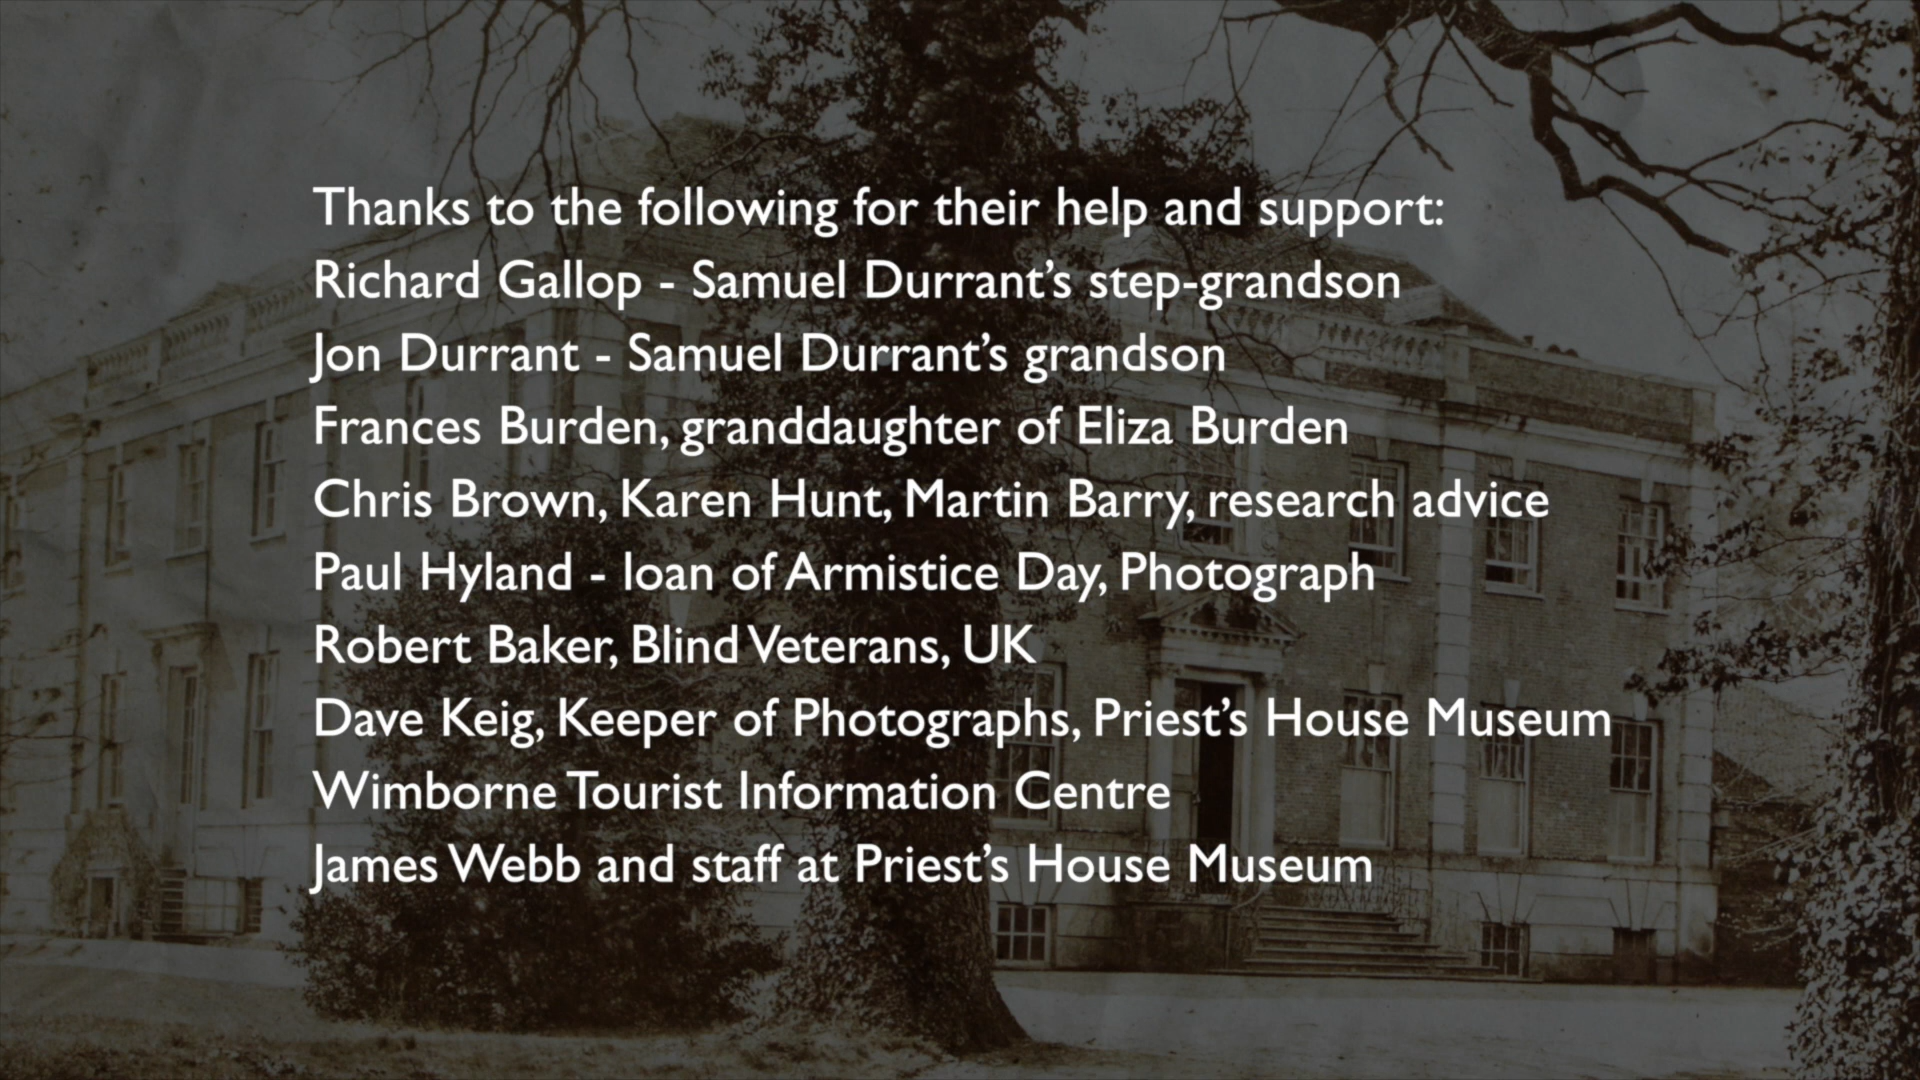 Thanks to the following for their help and support:
Richard Gallop - Samuel Durrant’s step-grandson
Jon Durrant - Samuel Durrant’s grandson
Frances Burden, granddaughter of Eliza Burden
Chris Brown, Karen Hunt, Martin Barry, research advice
Paul Hyland - loan of Armistice Day, Photograph
Robert Baker, Blind Veterans, UK
Dave Keig, Keeper of Photographs, Priest’s House Museum
Wimborne Tourist Information Centre
James Webb and staff at Priest’s House Museum